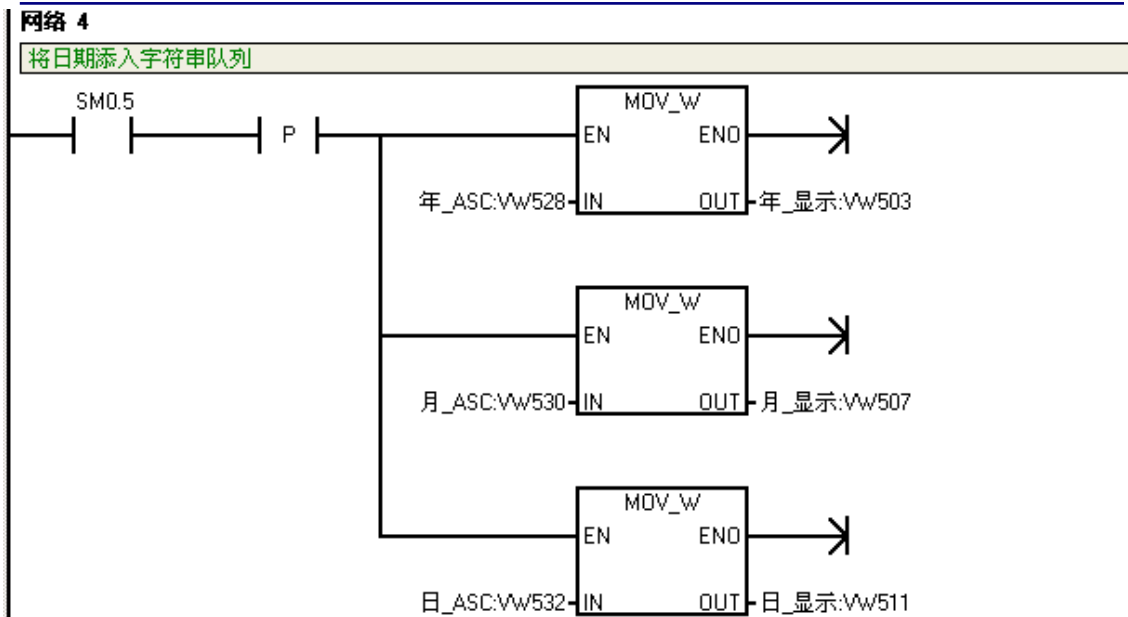 网络 4
将日期添入字符串队列
SM0.5
P
MOV_W
EN ENO
年_ASC:VW528 IN OUT 年_显示:VW503
MOV_W
EN ENO
月_ASC:VW530 IN OUT 月_显示:VW507
MOV_W
EN ENO
日_ASC:VW532 IN OUT 日_显示:VW511